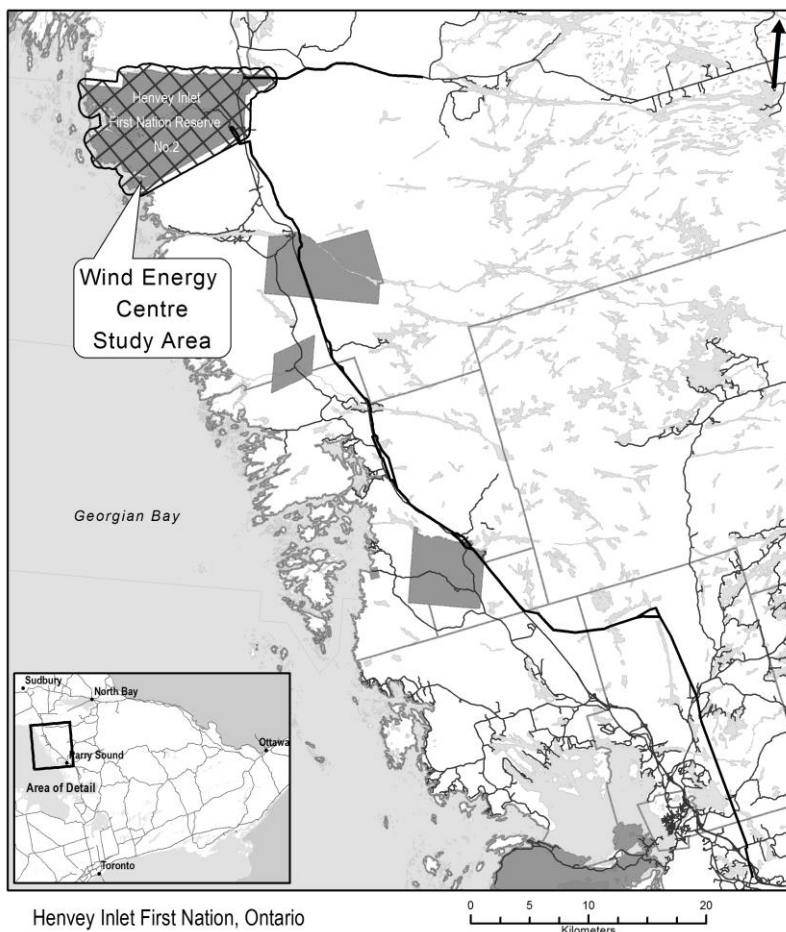 Henvey Inlet
First Nation Reserve
No.2
Wind Energy
Centre
Study Area
Georgian Bay
Sudbury
North Bay
Ottawa
Parry Sound
Area of Detail
Toronto
Henvey Inlet First Nation, Ontario
0 5 10 20
Kilometers